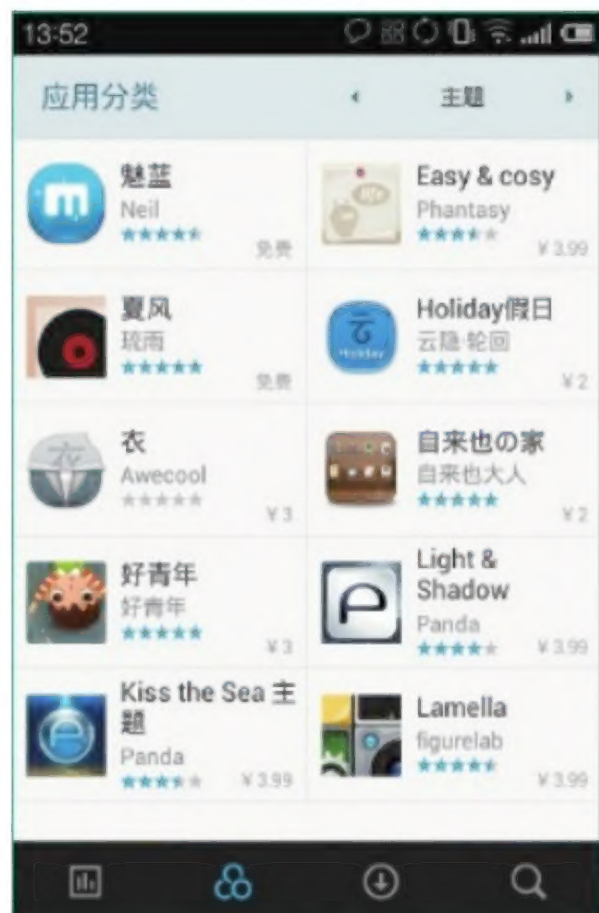 13:52
应用分类
主题
魅蓝
Neil
免费
Easy & cosy
Phantasy
¥ 3.99
夏风
琉雨
免费
Holiday假日
云隐·轮回
¥ 2
Holiday
衣
Awecool
¥ 3
自来也の家
自来也大人
¥ 2
好青年
好青年
¥ 3
Light &
Shadow
Panda
¥ 3.99
Kiss the Sea 主
题
Panda
¥ 3.99
Lamella
figurelab
¥ 3.99